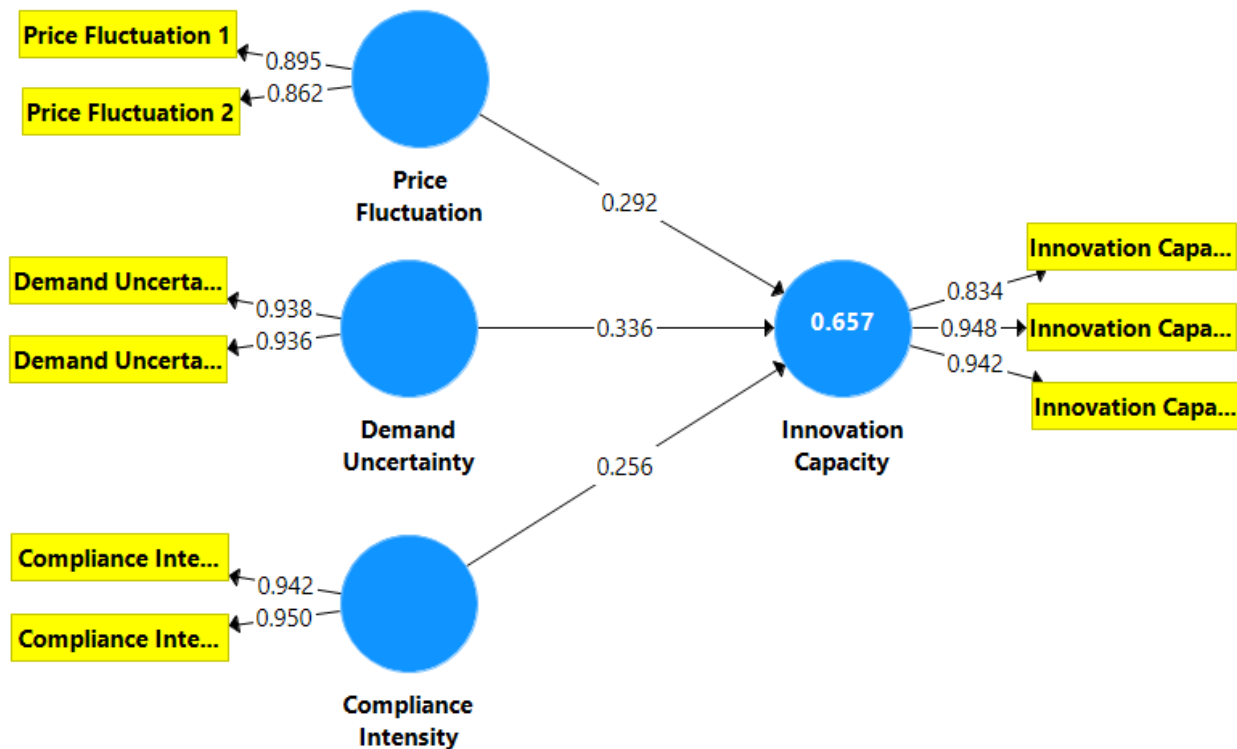 Price Fluctuation 1
0.895
0.862
Price Fluctuation 2
Price
Fluctuation
0.292
Demand Uncerta...
0.938
0.936
Demand Uncerta...
Demand
Uncertainty
0.336
Compliance Inte...
0.942
0.950
Compliance Inte...
Compliance
Intensity
0.256
0.657
Innovation
Capacity
0.834
0.948
0.942
Innovation Capa...
Innovation Capa...
Innovation Capa...